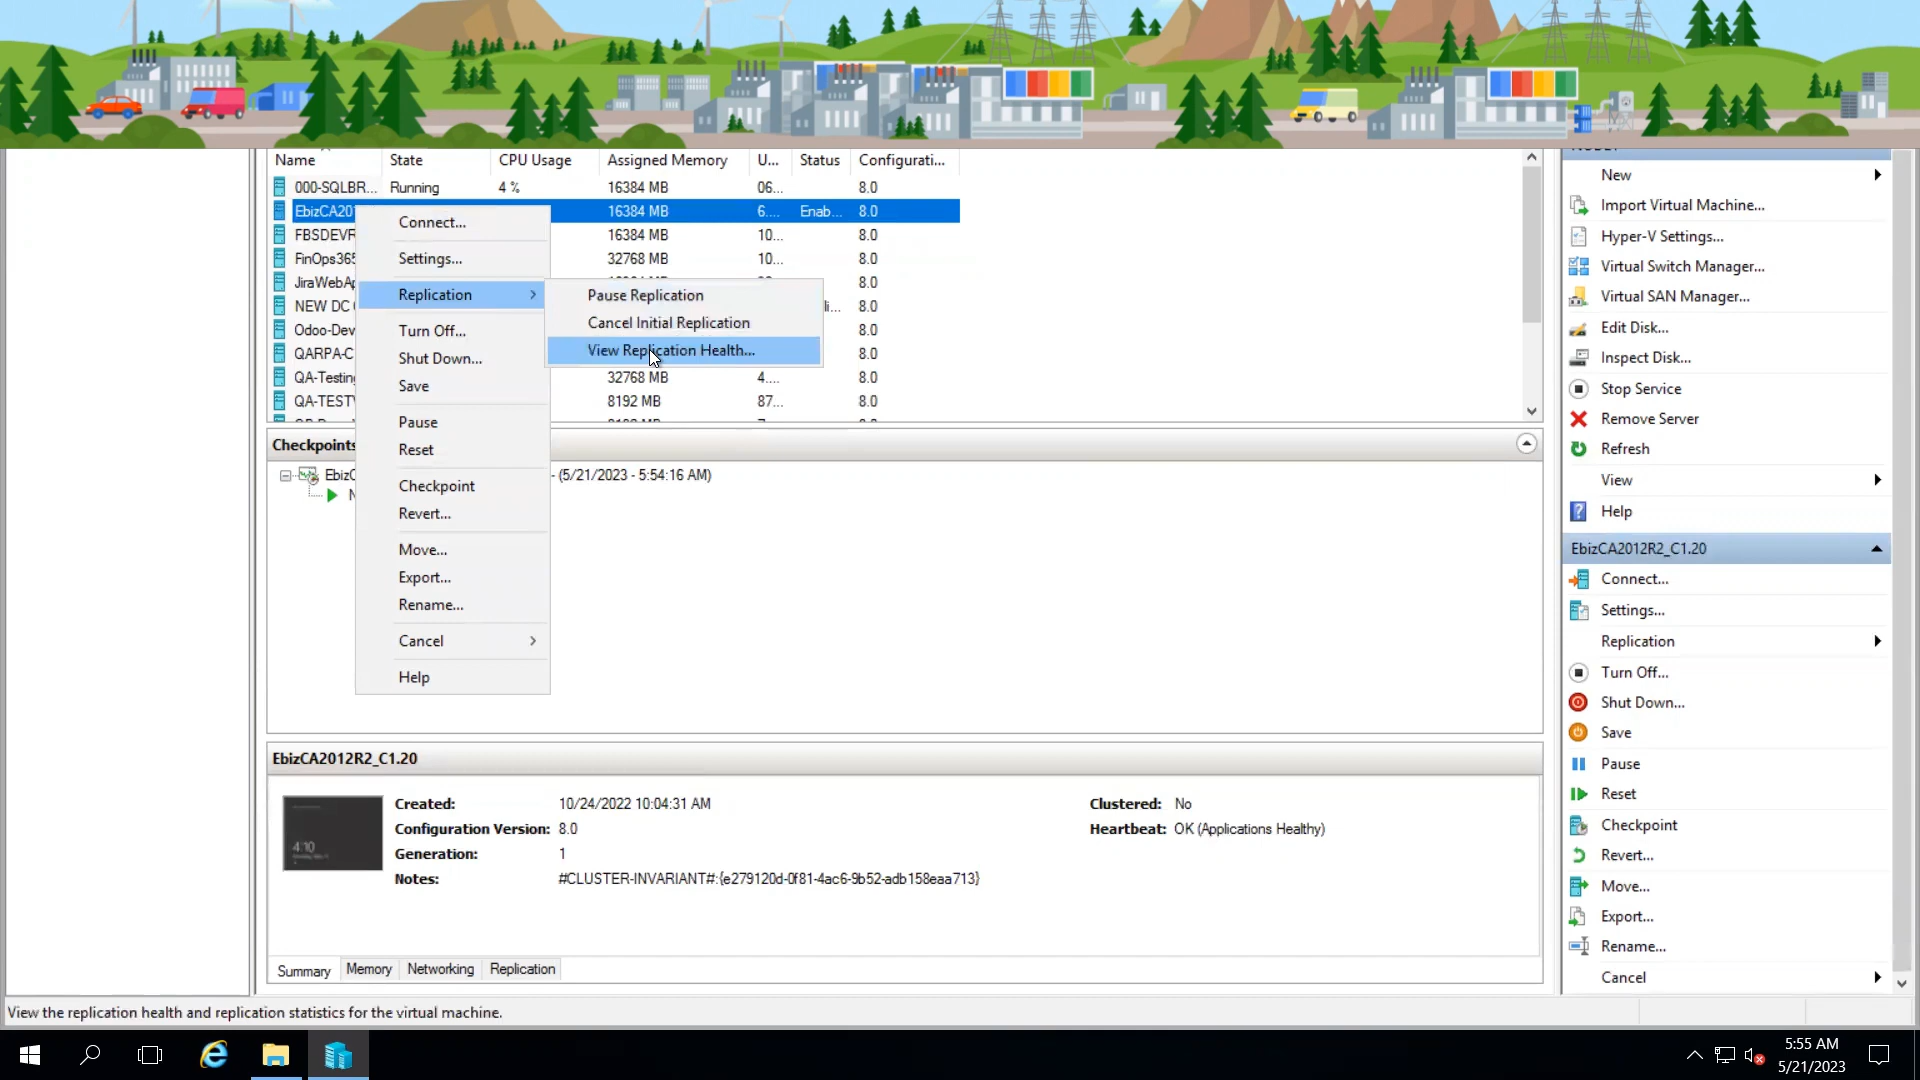 Name State CPU Usage Assigned Memory U... Status Configurati...
000-SQLBR... Running 4 % 16384 MB 06... 8.0
EbizCA20 16384 MB 6.... Enab... 8.0
FBSDEVR 16384 MB 10... 8.0
FinOps365 32768 MB 10... 8.0
JiraWebAp 8.0
NEW DC 8.0
Odoo-Dev 8.0
QARPA-C 8.0
QA-Testing 32768 MB 4.... 8.0
QA-TESTV 8192 MB 87... 8.0
Connect...
Settings...
Replication
Turn Off...
Shut Down...
Save
Pause
Reset
Checkpoint
Revert...
Move...
Export...
Rename...
Cancel
Help
Pause Replication
Cancel Initial Replication
View Replication Health...
Checkpoints
EbizC - (5/21/2023 - 5:54:16 AM)
N
EbizCA2012R2_C1.20
4:10
Created: 10/24/2022 10:04:31 AM Clustered: No
Configuration Version: 8.0 Heartbeat: OK (Applications Healthy)
Generation: 1
Notes: #CLUSTER-INVARIANT#:{e279120d-0f81-4ac6-9b52-adb158eaa713}
Summary Memory Networking Replication
New
Import Virtual Machine...
Hyper-V Settings...
Virtual Switch Manager...
Virtual SAN Manager...
Edit Disk...
Inspect Disk...
Stop Service
Remove Server
Refresh
View
Help
EbizCA2012R2_C1.20
Connect...
Settings...
Replication
Turn Off...
Shut Down...
Save
Pause
Reset
Checkpoint
Revert...
Move...
Export...
Rename...
Cancel
View the replication health and replication statistics for the virtual machine.
5:55 AM
5/21/2023